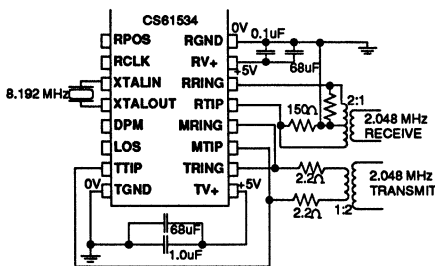 CS61534
0V
0.1uF
RPOS
RGND
RCLK
RV+
+5V
68uF
XTALIN
RRING
8.192 MHz
2:1
XTALOUT
RTIP
150Ω
2.048 MHz
RECEIVE
DPM
MRING
LOS
MTIP
TTIP
TRING
2.2Ω
2.048 MHz
TRANSMIT
0V
TGND
TV+
+5V
2.2Ω
1:2
68uF
1.0uF